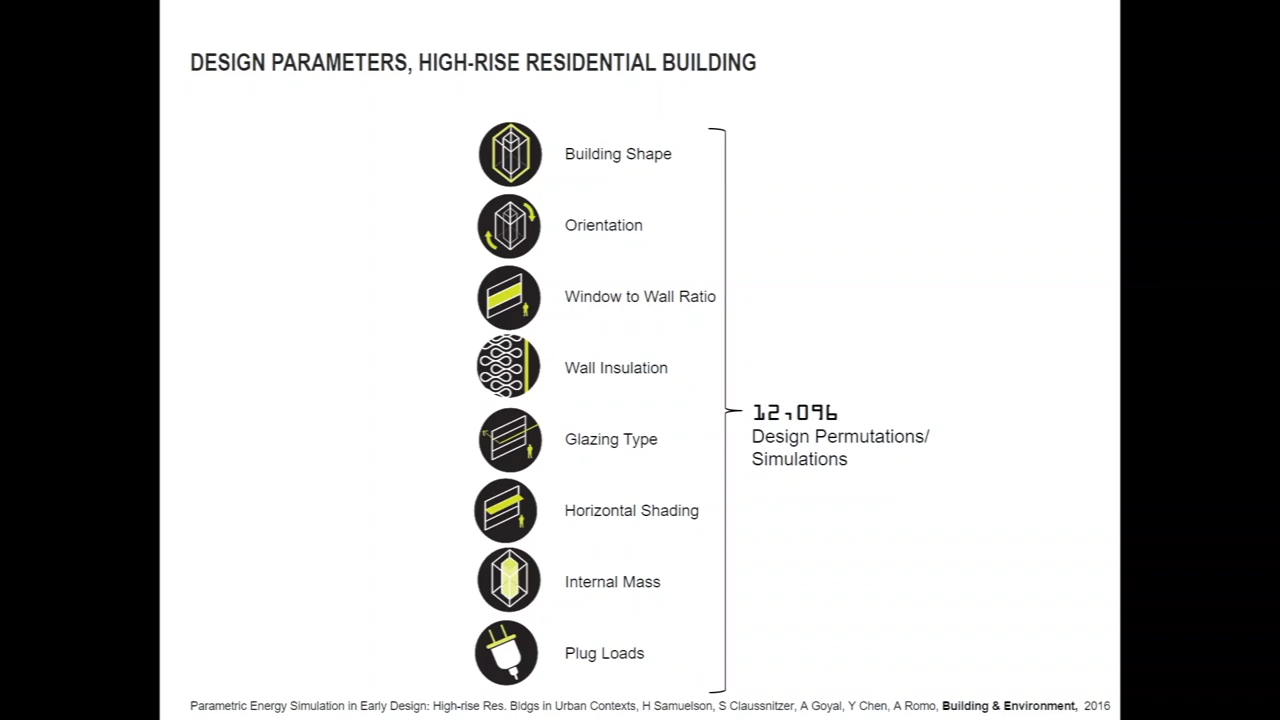 DESIGN PARAMETERS, HIGH-RISE RESIDENTIAL BUILDING
Building Shape
Orientation
Window to Wall Ratio
Wall Insulation
Glazing Type
Horizontal Shading
Internal Mass
Plug Loads
12,096
Design Permutations/
Simulations
Parametric Energy Simulation in Early Design: High-rise Res. Bldgs in Urban Contexts, H Samuelson, S Claussnitzer, A Goyal, Y Chen, A Romo, Building & Environment, 2016